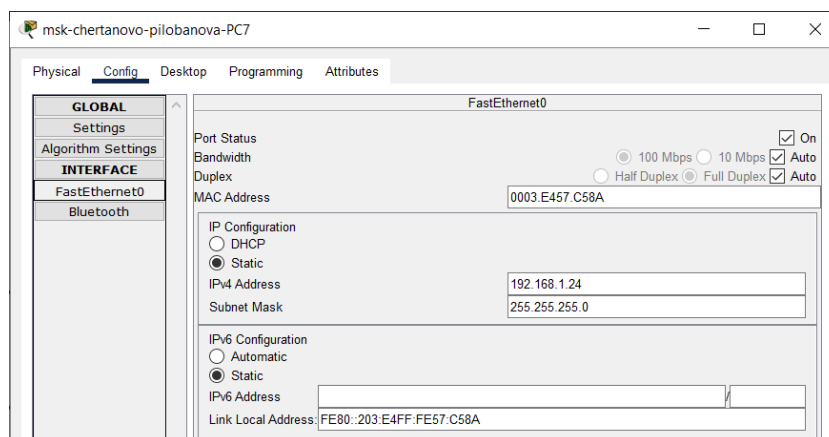 msk-chertanovo-pilobanova-PC7
Physical Config Desktop Programming Attributes
GLOBAL
Settings
Algorithm Settings
INTERFACE
FastEthernet0
Bluetooth
FastEthernet0
Port Status On
Bandwidth 100 Mbps 10 Mbps Auto
Duplex Half Duplex Full Duplex Auto
MAC Address 0003.E457.C58A
IP Configuration
DHCP
Static
IPv4 Address 192.168.1.24
Subnet Mask 255.255.255.0
IPv6 Configuration
Automatic
Static
IPv6 Address /
Link Local Address: FE80::203:E4FF:FE57:C58A